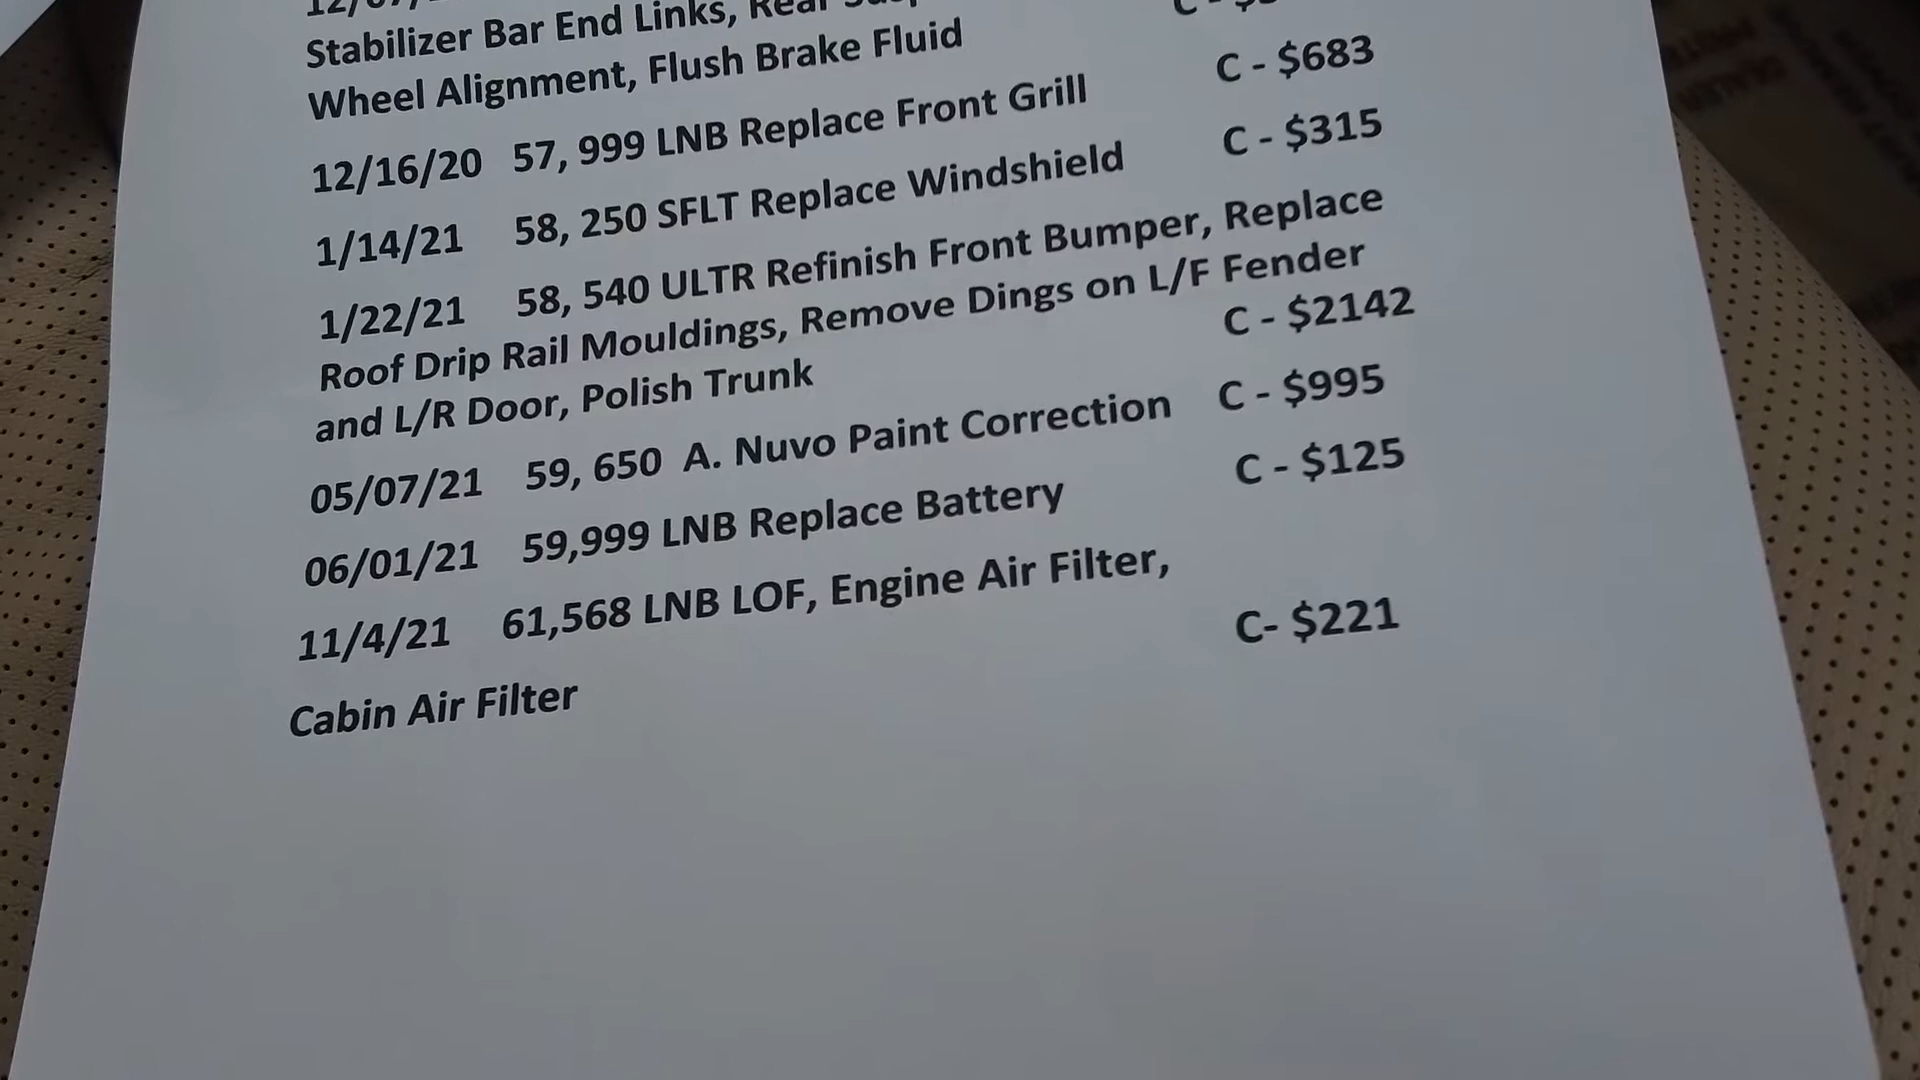 Stabilizer Bar End Links, Rear
Wheel Alignment, Flush Brake Fluid
12/16/20 57, 999 LNB Replace Front Grill C - $683
1/14/21 58, 250 SFLT Replace Windshield C - $315
1/22/21 58, 540 ULTR Refinish Front Bumper, Replace
Roof Drip Rail Mouldings, Remove Dings on L/F Fender
and L/R Door, Polish Trunk C - $2142
05/07/21 59, 650 A. Nuvo Paint Correction C - $995
06/01/21 59,999 LNB Replace Battery C - $125
11/4/21 61,568 LNB LOF, Engine Air Filter,
Cabin Air Filter C- $221